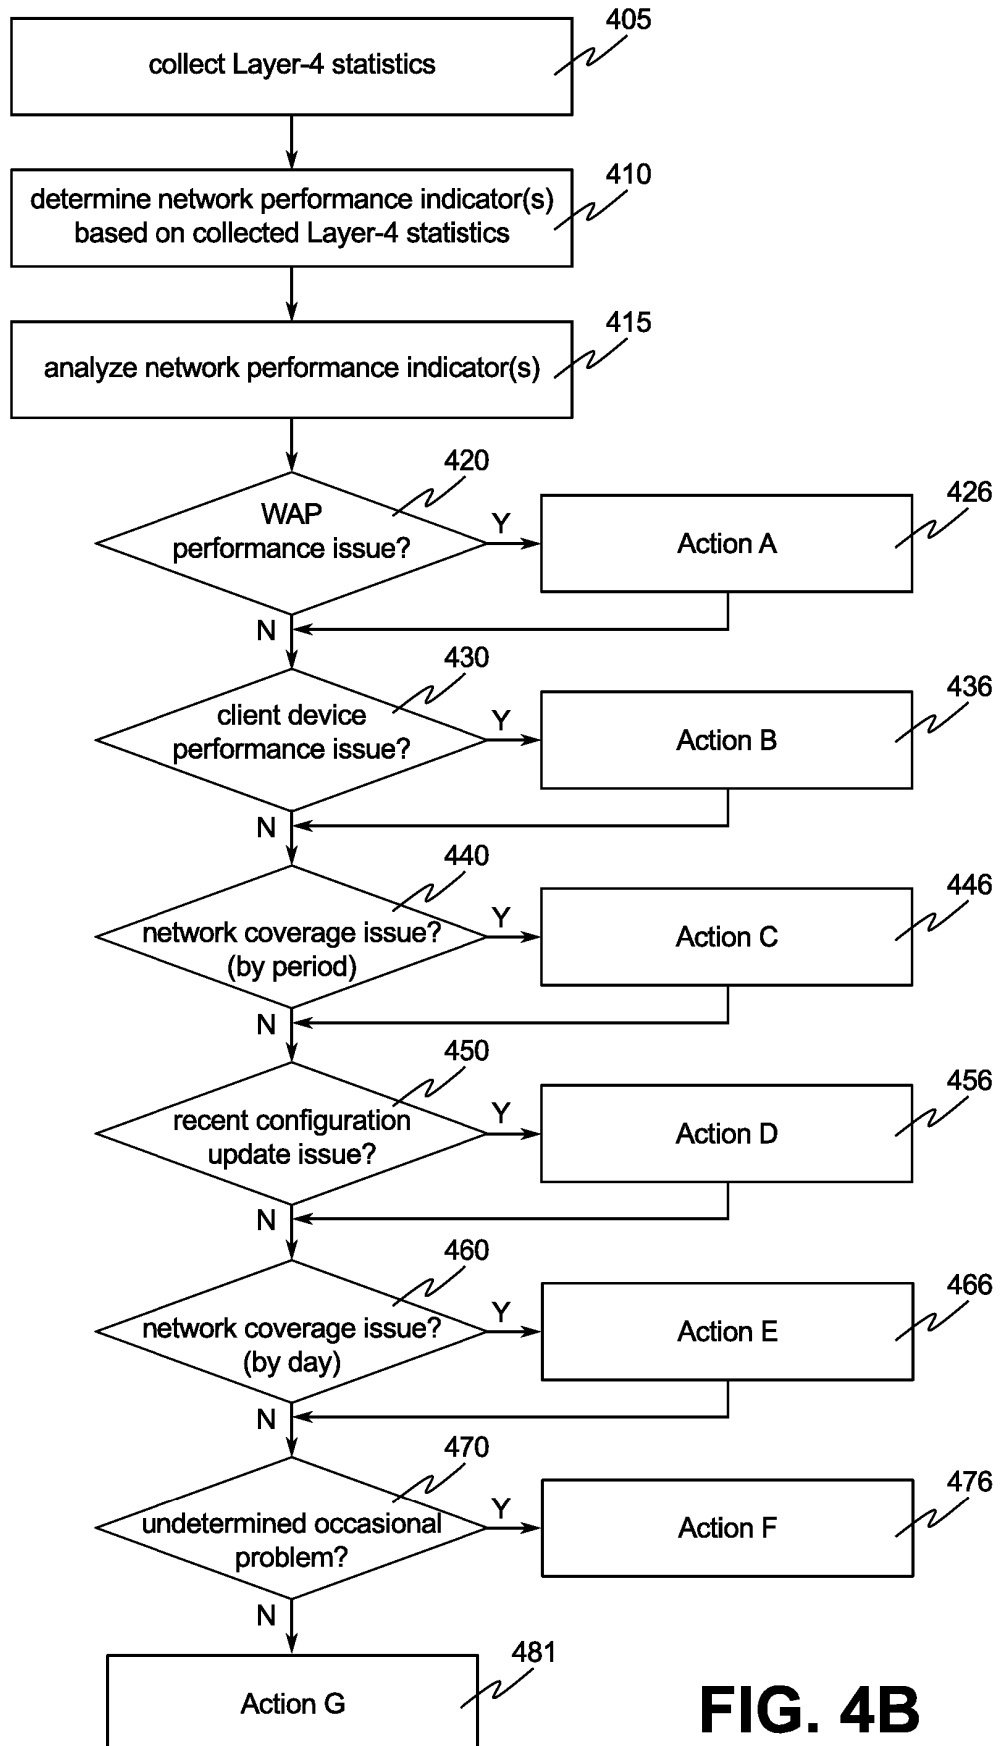 405
collect Layer-4 statistics
410
determine network performance indicator(s)
based on collected Layer-4 statistics
415
analyze network performance indicator(s)
420
WAP
performance issue?
Y
426
Action A
N
430
client device
performance issue?
Y
436
Action B
N
440
network coverage issue?
(by period)
Y
446
Action C
N
450
recent configuration
update issue?
Y
456
Action D
N
460
network coverage issue?
(by day)
Y
466
Action E
N
470
undetermined occasional
problem?
Y
476
Action F
N
481
Action G
FIG. 4B